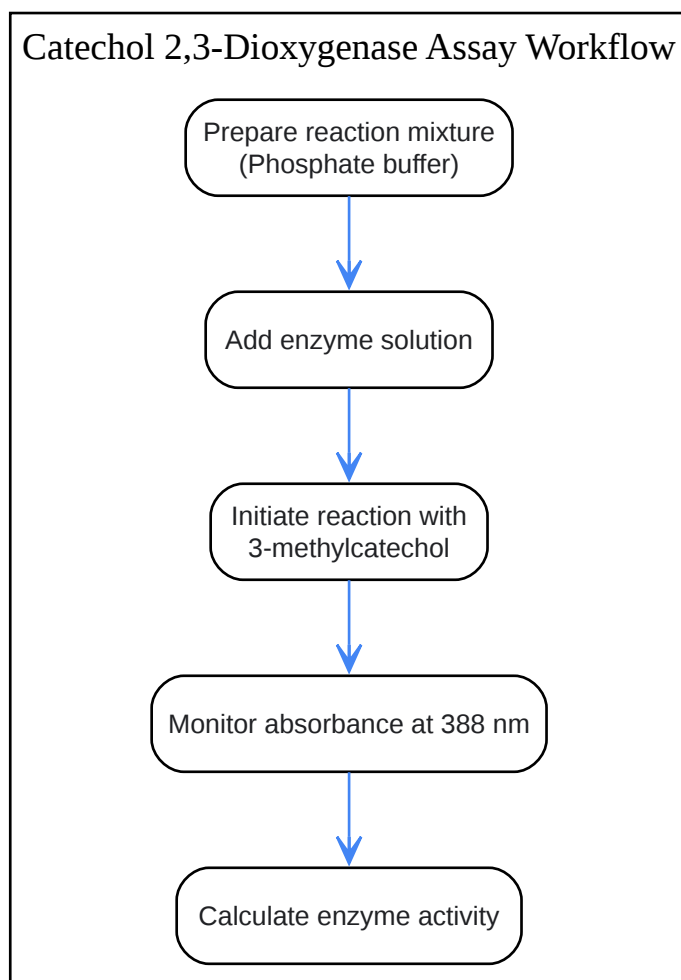 Catechol 2,3-Dioxygenase Assay Workflow
Prepare reaction mixture
(Phosphate buffer)
Add enzyme solution
Initiate reaction with
3-methylcatechol
Monitor absorbance at 388 nm
Calculate enzyme activity